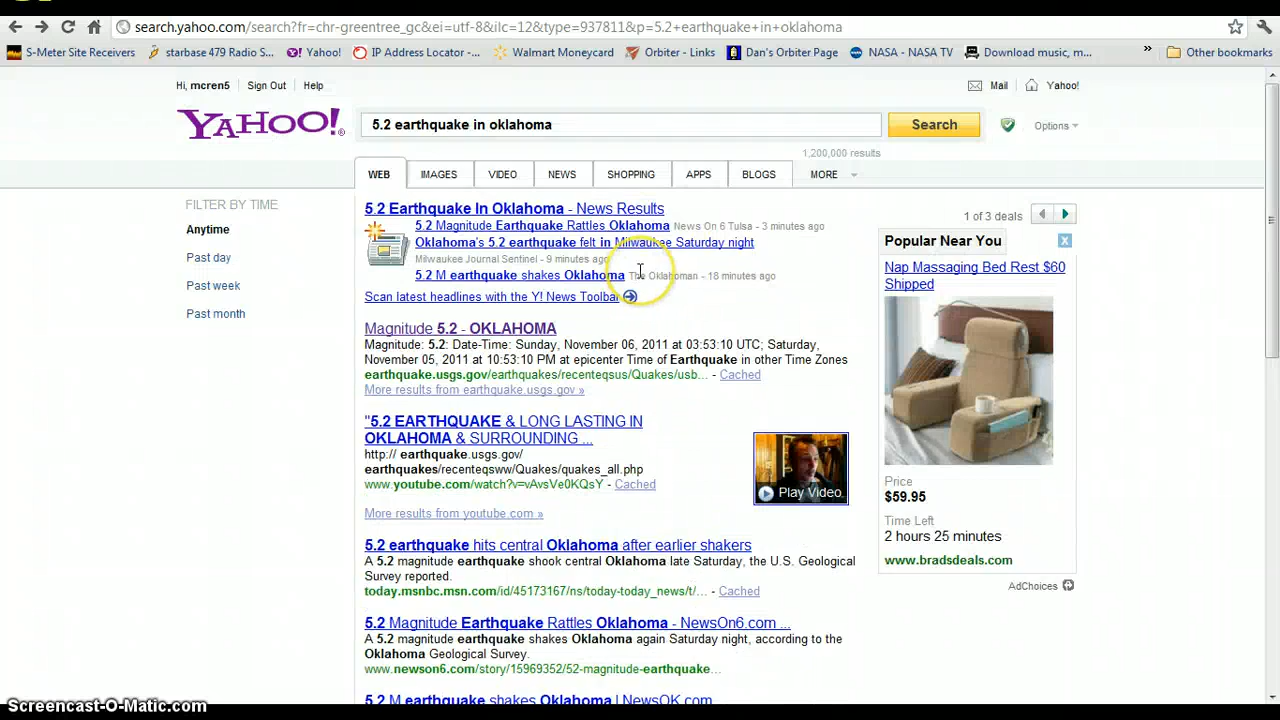 search.yahoo.com/search?fr=chr-greentree_gc&ei=utf-8&ilc=12&type=937811&p=5.2+earthquake+in+oklahoma
S-Meter Site Receivers starbase 479 Radio S... Yahoo! IP Address Locator -... Walmart Moneycard Orbiter - Links Dan's Orbiter Page NASA - NASA TV Download music, m... » Other bookmarks
Hi, mcren5 Sign Out Help Mail Yahoo!
YAHOO! 5.2 earthquake in oklahoma Search Options
1,200,000 results
WEB IMAGES VIDEO NEWS SHOPPING APPS BLOGS MORE
FILTER BY TIME
Anytime
Past day
Past week
Past month
5.2 Earthquake In Oklahoma - News Results
5.2 Magnitude Earthquake Rattles Oklahoma News On 6 Tulsa - 3 minutes ago
Oklahoma's 5.2 earthquake felt in Milwaukee Saturday night
Milwaukee Journal Sentinel - 9 minutes ago
5.2 M earthquake shakes Oklahoma The Oklahoman - 18 minutes ago
Scan latest headlines with the Y! News Toolbar
Magnitude 5.2 - OKLAHOMA
Magnitude: 5.2: Date-Time: Sunday, November 06, 2011 at 03:53:10 UTC; Saturday,
November 05, 2011 at 10:53:10 PM at epicenter Time of Earthquake in other Time Zones
earthquake.usgs.gov/earthquakes/recenteqsus/Quakes/usb... - Cached
More results from earthquake.usgs.gov »
"5.2 EARTHQUAKE & LONG LASTING IN
OKLAHOMA & SURROUNDING ...
http:// earthquake.usgs.gov/
earthquakes/recenteqsww/Quakes/quakes_all.php
www.youtube.com/watch?v=vAvsVe0KQsY - Cached
Play Video
More results from youtube.com »
5.2 earthquake hits central Oklahoma after earlier shakers
A 5.2 magnitude earthquake shook central Oklahoma late Saturday, the U.S. Geological
Survey reported.
today.msnbc.msn.com/id/45173167/ns/today-today_news/t/... - Cached
5.2 Magnitude Earthquake Rattles Oklahoma - NewsOn6.com ...
A 5.2 magnitude earthquake shakes Oklahoma again Saturday night, according to the
Oklahoma Geological Survey.
www.newson6.com/story/15969352/52-magnitude-earthquake...
5.2 M earthquake shakes Oklahoma | NewsOK.com
1 of 3 deals
Popular Near You
Nap Massaging Bed Rest $60
Shipped
Price
$59.95
Time Left
2 hours 25 minutes
www.bradsdeals.com
AdChoices
Screencast-O-Matic.com